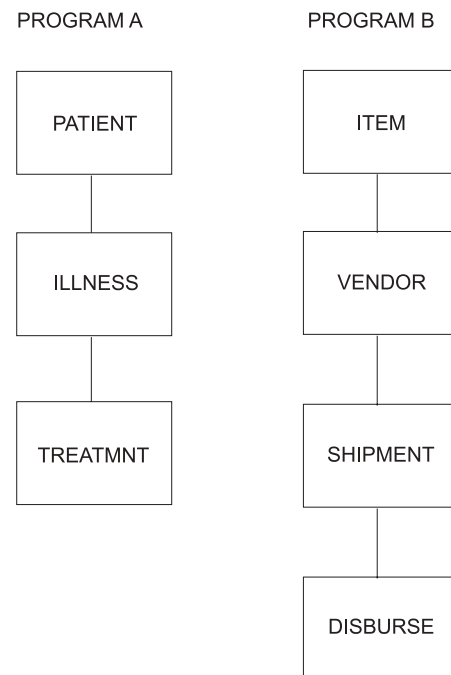 PROGRAM A
PROGRAM B
PATIENT
ITEM
ILLNESS
VENDOR
TREATMNT
SHIPMENT
DISBURSE